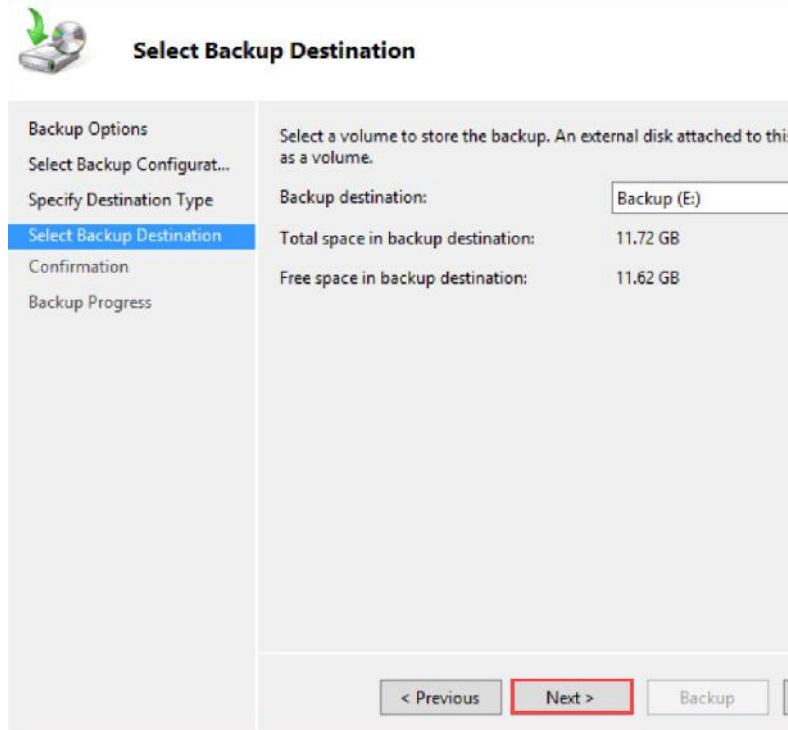 Select Backup Destination
Backup Options
Select Backup Configurat...
Specify Destination Type
Select Backup Destination
Confirmation
Backup Progress
Select a volume to store the backup. An external disk attached to this
as a volume.
Backup destination: Backup (E:)
Total space in backup destination: 11.72 GB
Free space in backup destination: 11.62 GB
< Previous Next > Backup